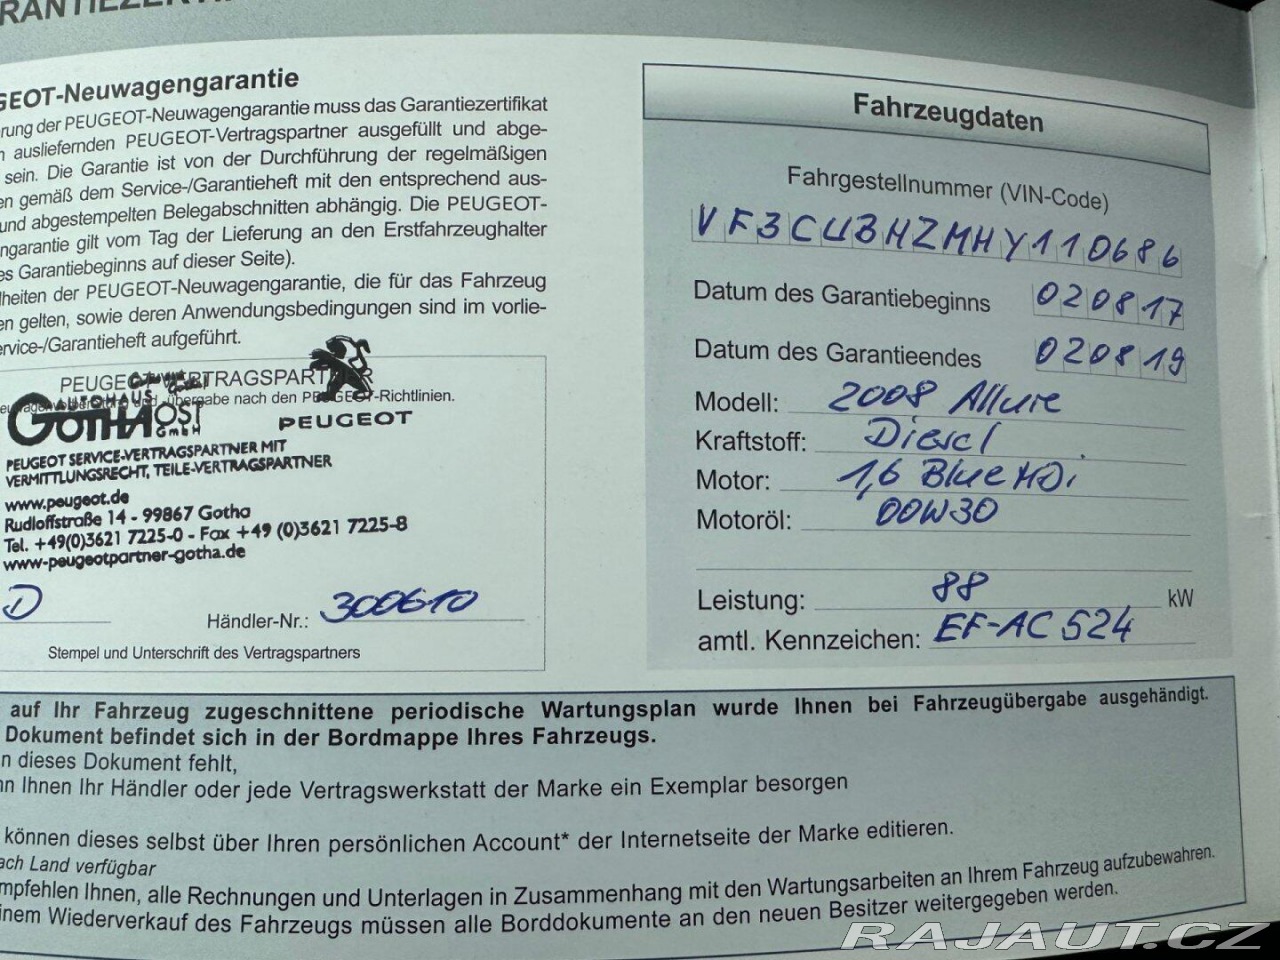 RANTIEZERTI
GEOT-Neuwagengarantie
rung der PEUGEOT-Neuwagengarantie muss das Garantiezertifikat
n ausliefernden PEUGEOT-Vertragspartner ausgefüllt und abge-
sein. Die Garantie ist von der Durchführung der regelmäßigen
en gemäß dem Service-/Garantieheft mit den entsprechend aus-
und abgestempelten Belegabschnitten abhängig. Die PEUGEOT-
ngarantie gilt vom Tag der Lieferung an den Erstfahrzeughalter
es Garantiebeginns auf dieser Seite).
lheiten der PEUGEOT-Neuwagengarantie, die für das Fahrzeug
en gelten, sowie deren Anwendungsbedingungen sind im vorlie-
ervice-/Garantieheft aufgeführt.
PEUGEOT-VERTRAGSPARTNER
übergabe nach den PEUGEOT-Richtlinien.
AUTOHAUS
GOTHA OST
GmbH
PEUGEOT
PEUGEOT SERVICE-VERTRAGSPARTNER MIT
VERMITTLUNGSRECHT, TEILE-VERTRAGSPARTNER
www.peugeot.de
Rudloffstraße 14 - 99867 Gotha
Tel. +49(0)3621 7225-0 - Fax +49 (0)3621 7225-8
www-peugeotpartner-gotha.de
D
Händler-Nr.: 300610
Stempel und Unterschrift des Vertragspartners
Fahrzeugdaten
Fahrgestellnummer (VIN-Code)
VF3CUBHZMHY110686
Datum des Garantiebeginns 020817
Datum des Garantieendes 020819
Modell: 2008 Allure
Kraftstoff: Diesel
Motor: 1,6 BlueHDi
Motoröl: 00W30
Leistung: 88 kW
amtl. Kennzeichen: EF-AC 524
auf Ihr Fahrzeug zugeschnittene periodische Wartungsplan wurde Ihnen bei Fahrzeugübergabe ausgehändigt.
Dokument befindet sich in der Bordmappe Ihres Fahrzeugs.
n dieses Dokument fehlt,
nn Ihnen Ihr Händler oder jede Vertragswerkstatt der Marke ein Exemplar besorgen
können dieses selbst über Ihren persönlichen Account* der Internetseite der Marke editieren.
ach Land verfügbar
mpfehlen Ihnen, alle Rechnungen und Unterlagen in Zusammenhang mit den Wartungsarbeiten an Ihrem Fahrzeug aufzubewahren.
inem Wiederverkauf des Fahrzeugs müssen alle Borddokumente an den neuen Besitzer weitergegeben werden.
RAJAUT.CZ